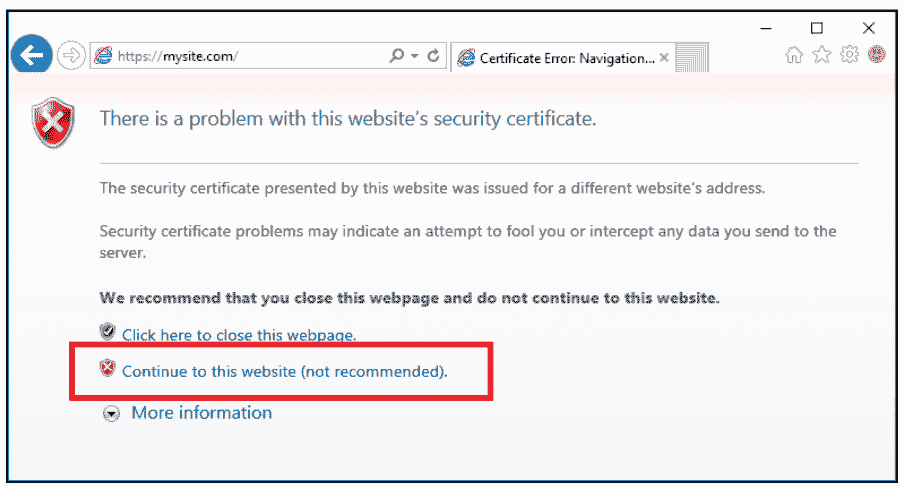 https://mysite.com/
Certificate Error: Navigation...
There is a problem with this website's security certificate.
The security certificate presented by this website was issued for a different website's address.
Security certificate problems may indicate an attempt to fool you or intercept any data you send to the
server.
We recommend that you close this webpage and do not continue to this website.
Click here to close this webpage.
Continue to this website (not recommended).
More information